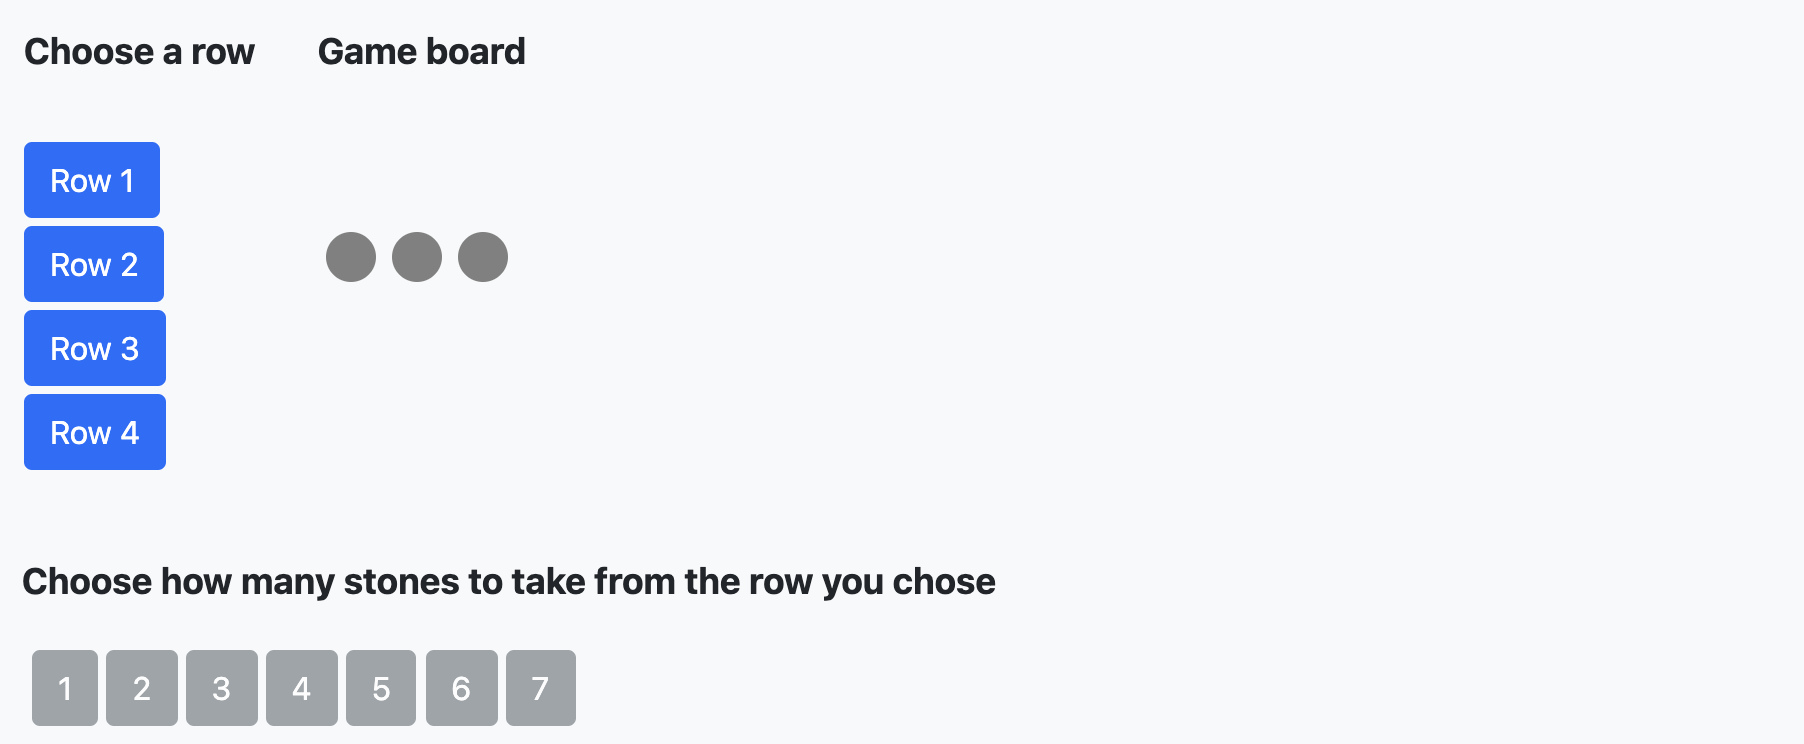 Choose a row
Game board
Row 1
Row 2
Row 3
Row 4
Choose how many stones to take from the row you chose
1 2 3 4 5 6 7